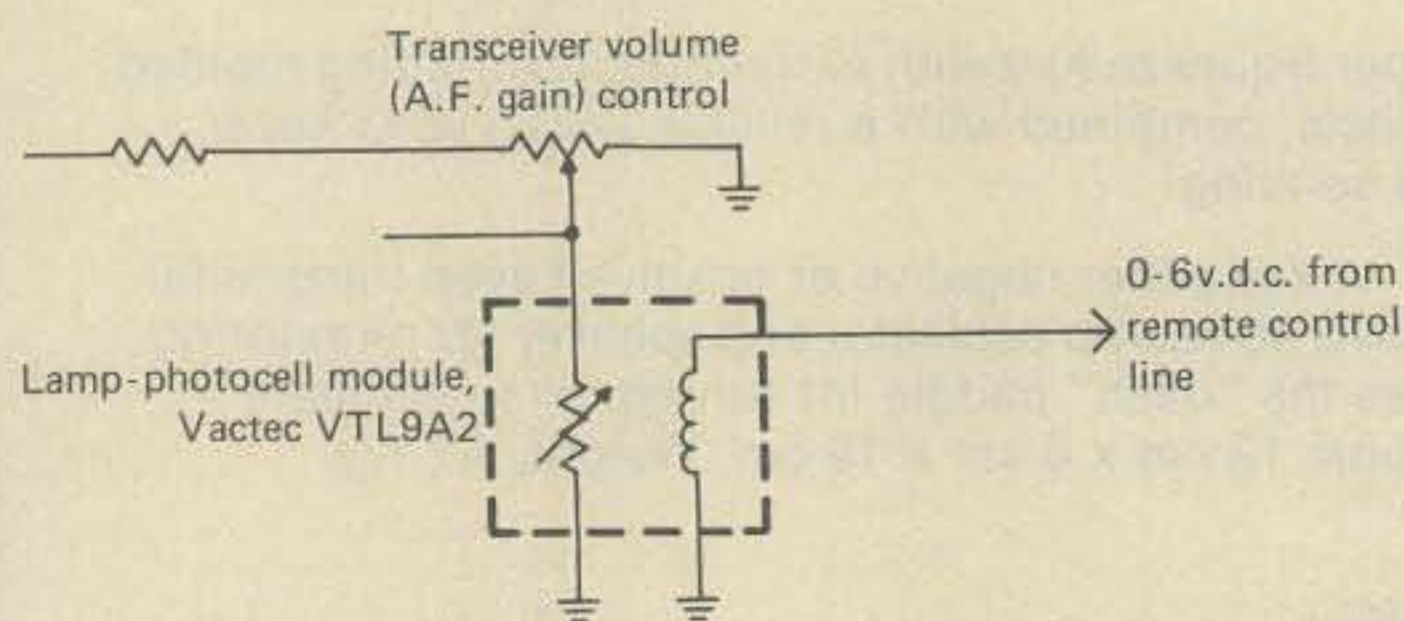 Transceiver volume
(A.F. gain) control
0-6v.d.c. from
remote control
line
Lamp-photocell module,
Vactec VTL9A2